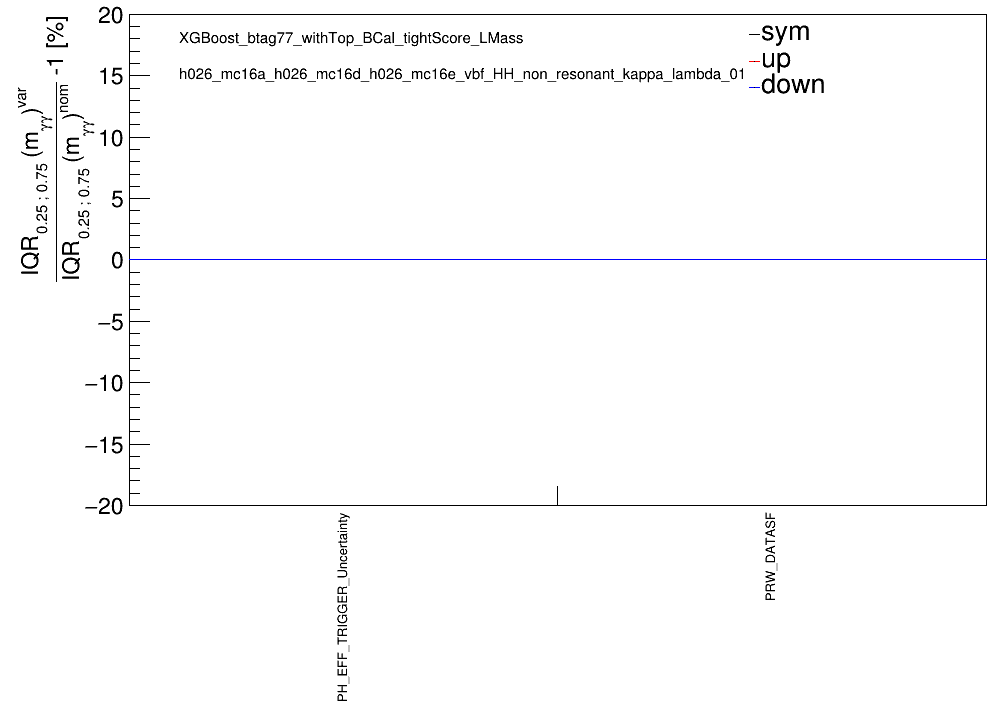 IQR0.25 ; 0.75 (mγγ)var
IQR0.25 ; 0.75 (mγγ)nom -1 [%]
20
15
10
5
0
−5
−10
−15
−20
XGBoost_btag77_withTop_BCal_tightScore_LMass
h026_mc16a_h026_mc16d_h026_mc16e_vbf_HH_non_resonant_kappa_lambda_01
sym
up
down
PH_EFF_TRIGGER_Uncertainty
PRW_DATASF